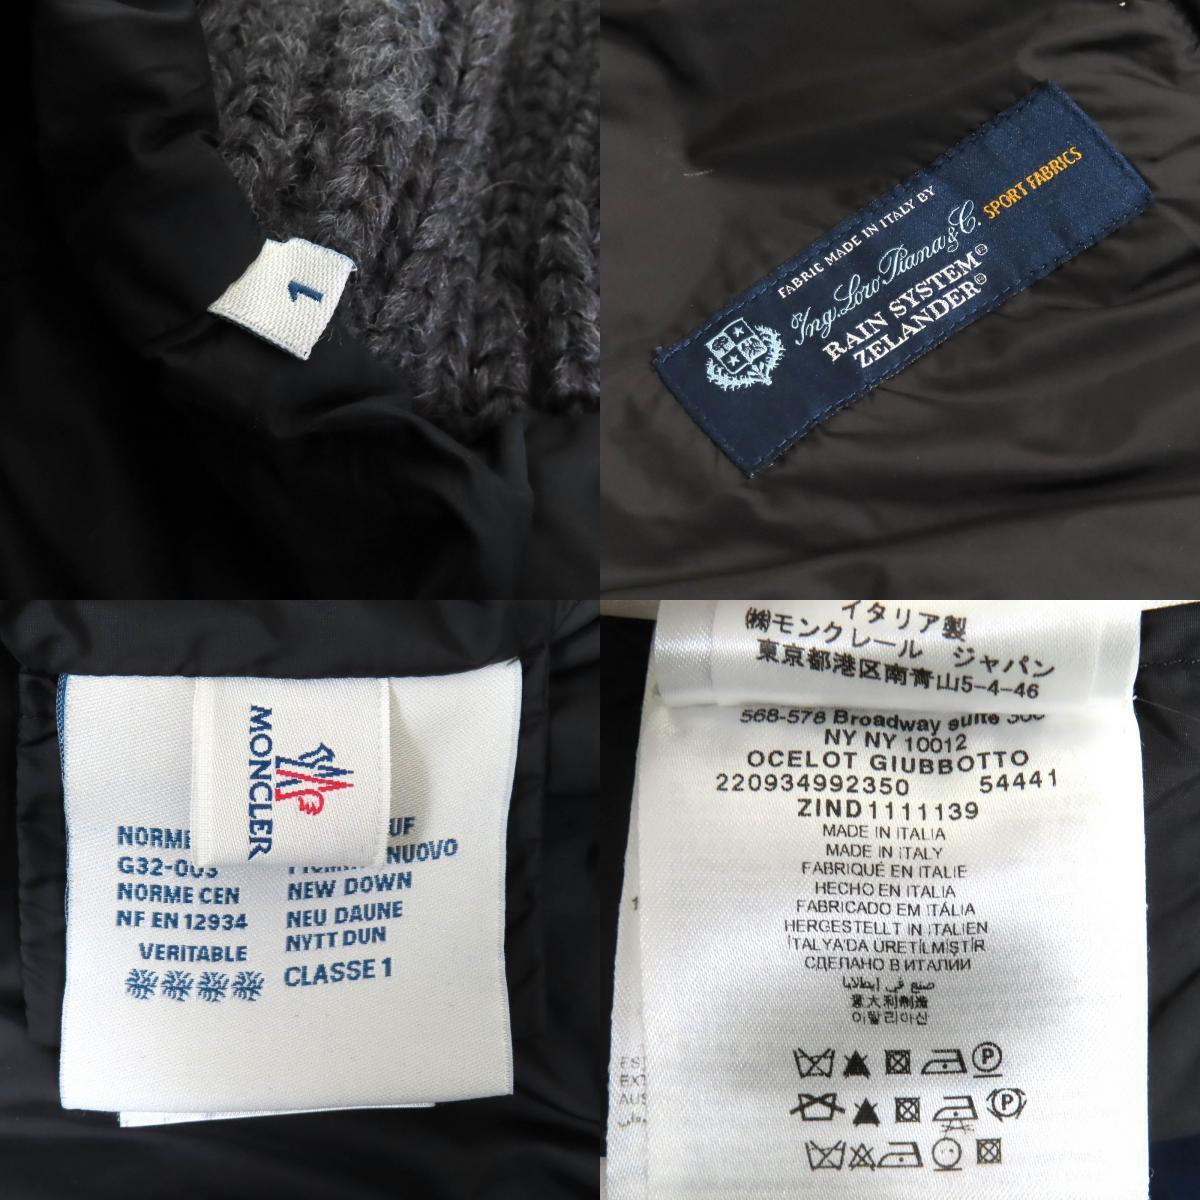 1
FABRIC MADE IN ITALY BY
Ing. Loro Piana & C. SPORT FABRICS
RAIN SYSTEM®
ZELANDER®
MONCLER
NORME
G32-003
NORME CEN
NF EN 12934
VERITABLE
NUOVO
NEW DOWN
NEU DAUNE
NYTT DUN
CLASSE 1
イタリア製
㈱モンクレール ジャパン
東京都港区南青山5-4-46
568-578 Broadway suite
NY NY 10012
OCELOT GIUBBOTTO
220934992350 54441
ZIND1111139
MADE IN ITALIA
MADE IN ITALY
FABRIQUÉ EN ITALIE
HECHO EN ITALIA
FABRICADO EM ITÁLIA
HERGESTELLT IN ITALIEN
İTALYA'DA ÜRETİLMİŞTİR
СДЕЛАНО В ИТАЛИИ
صنع في إيطاليا
意大利制造
이탈리아산